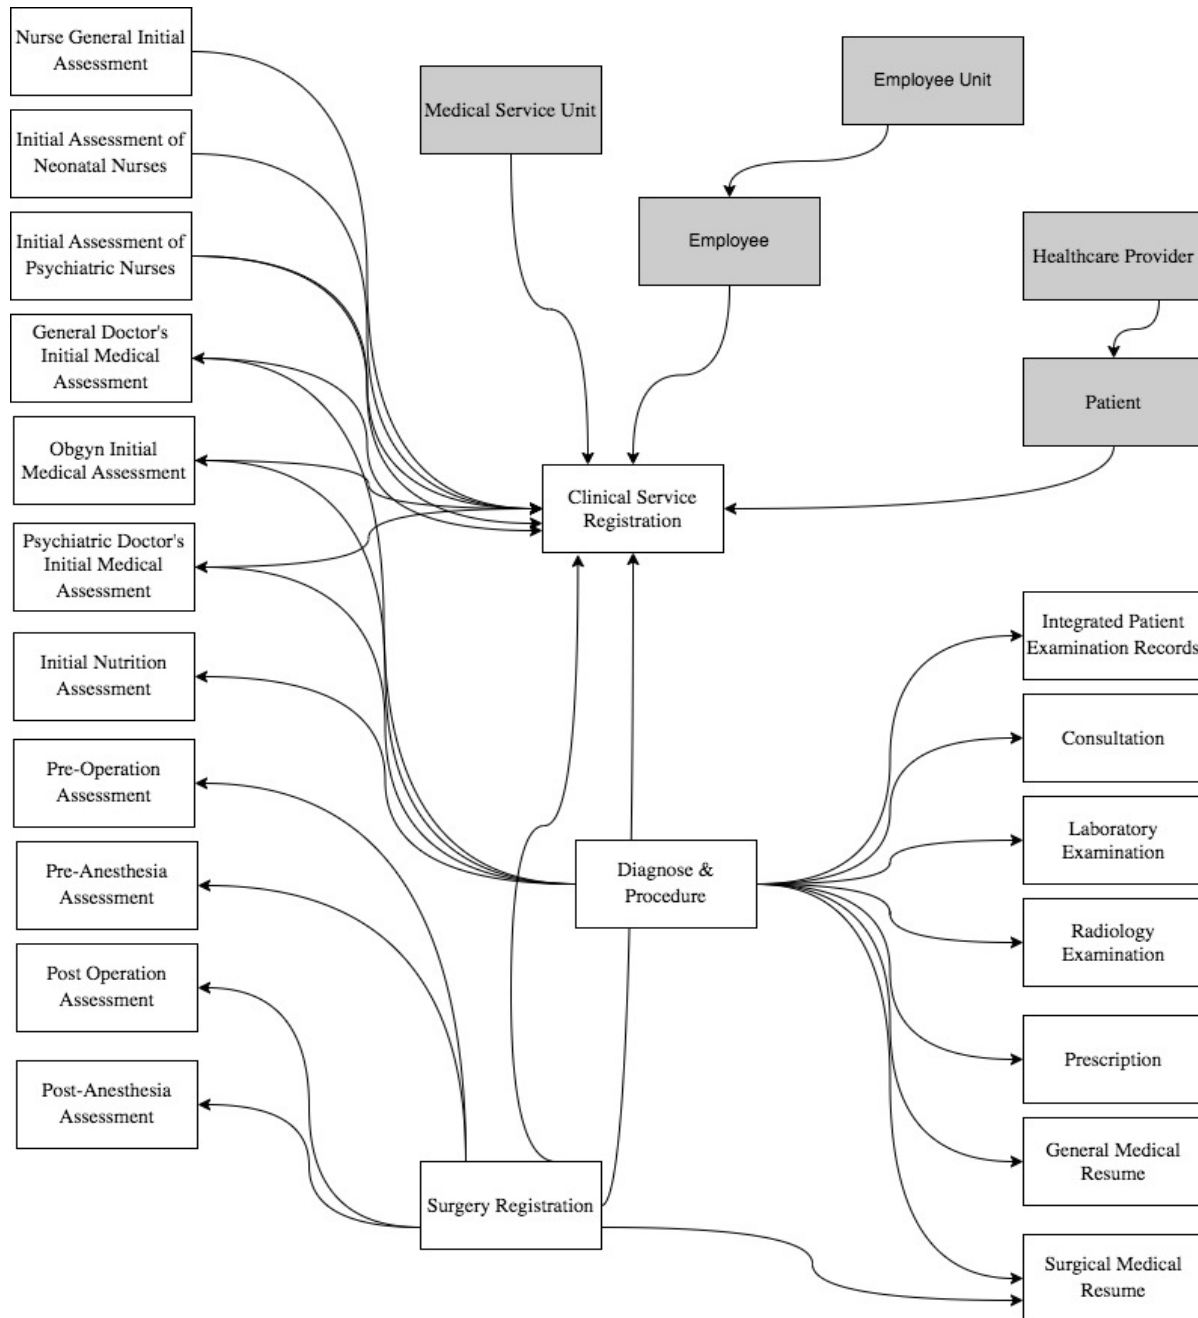 Nurse General Initial
Assessment
Initial Assessment of
Neonatal Nurses
Initial Assessment of
Psychiatric Nurses
General Doctor's
Initial Medical
Assessment
Obgyn Initial
Medical Assessment
Psychiatric Doctor's
Initial Medical
Assessment
Initial Nutrition
Assessment
Pre-Operation
Assessment
Pre-Anesthesia
Assessment
Post Operation
Assessment
Post-Anesthesia
Assessment
Medical Service Unit
Employee Unit
Employee
Healthcare Provider
Patient
Clinical Service
Registration
Diagnose &
Procedure
Surgery Registration
Integrated Patient
Examination Records
Consultation
Laboratory
Examination
Radiology
Examination
Prescription
General Medical
Resume
Surgical Medical
Resume